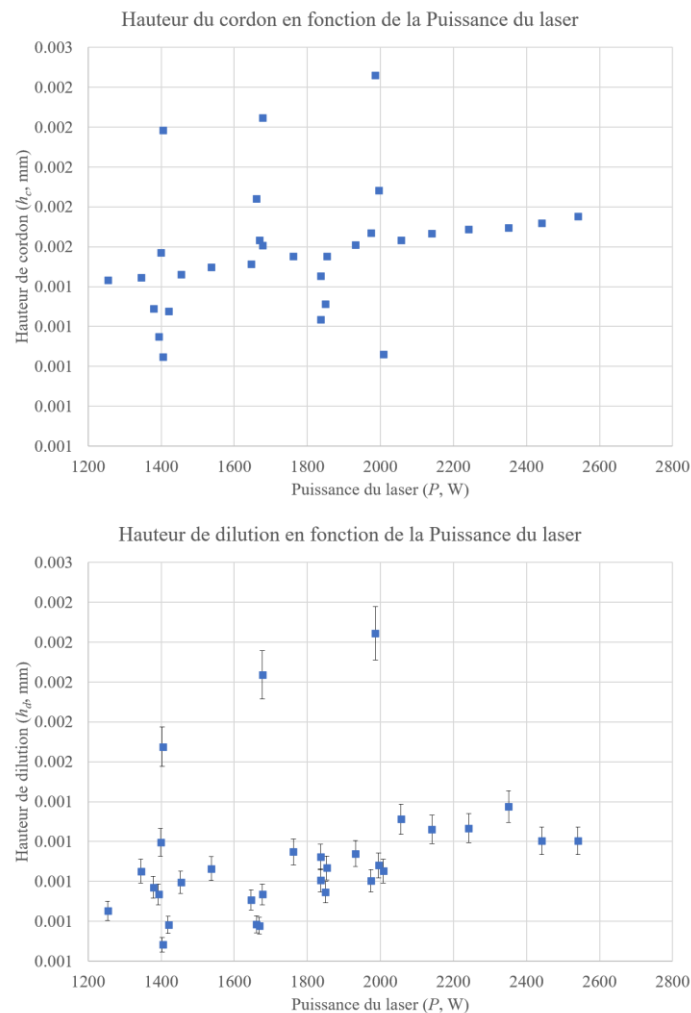 Hauteur du cordon en fonction de la Puissance du laser
0.003
0.002
0.002
0.002
0.002
0.002
0.001
0.001
0.001
0.001
0.001
Hauteur de cordon (hc, mm)
1200 1400 1600 1800 2000 2200 2400 2600 2800
Puissance du laser (P, W)
Hauteur de dilution en fonction de la Puissance du laser
0.003
0.002
0.002
0.002
0.002
0.002
0.001
0.001
0.001
0.001
0.001
Hauteur de dilution (hd, mm)
1200 1400 1600 1800 2000 2200 2400 2600 2800
Puissance du laser (P, W)